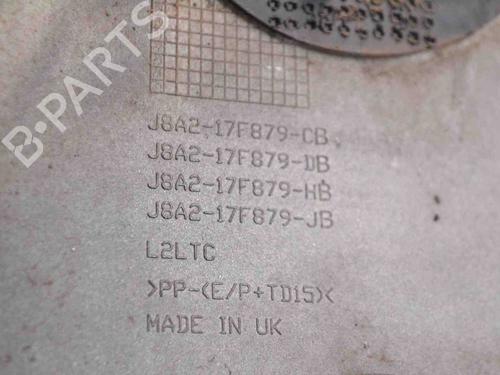 B-PARTS
J8A2-17F879-CB
J8A2-17F879-DB
J8A2-17F879-HB
J8A2-17F879-JB
L2LTC
>PP-(E/P+TD15)<
MADE IN UK